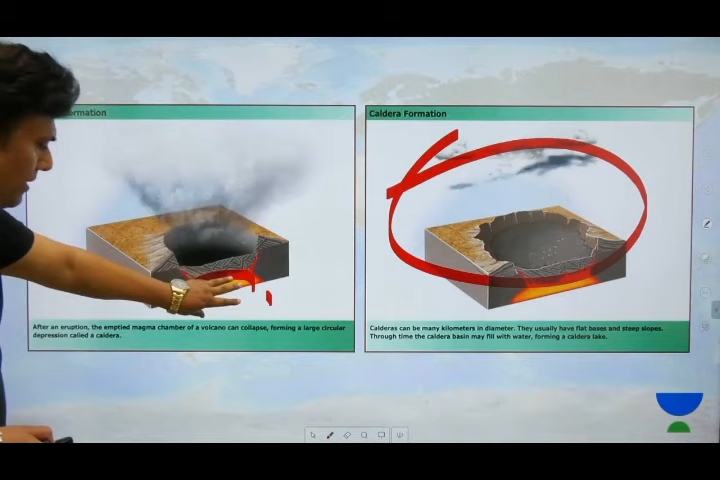 ormation
After an eruption, the emptied magma chamber of a volcano can collapse, forming a large circular
depression called a caldera.
Caldera Formation
Calderas can be many kilometers in diameter. They usually have flat bases and steep slopes.
Through time the caldera basin may fill with water, forming a caldera lake.